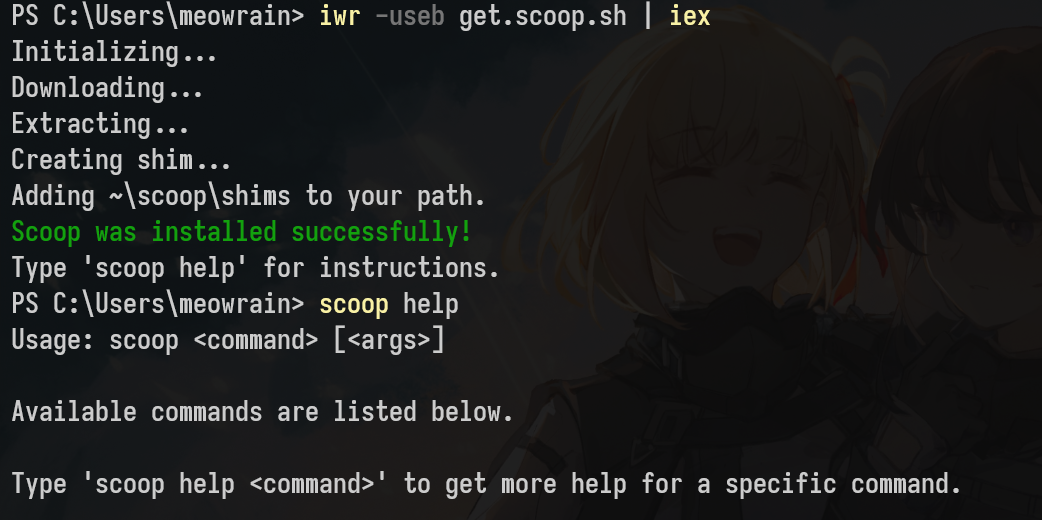 PS C:\Users\meowrain> iwr -useb get.scoop.sh | iex
Initializing...
Downloading...
Extracting...
Creating shim...
Adding ~\scoop\shims to your path.
Scoop was installed successfully!
Type 'scoop help' for instructions.
PS C:\Users\meowrain> scoop help
Usage: scoop <command> [<args>]
Available commands are listed below.
Type 'scoop help <command>' to get more help for a specific command.